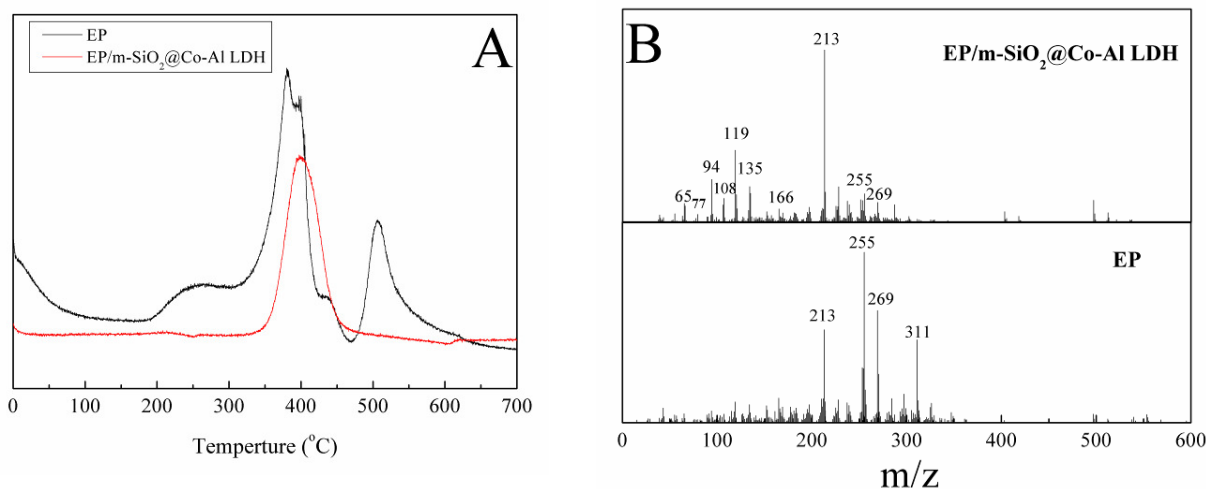 A
EP
EP/m-SiO₂@Co-Al LDH
0 100 200 300 400 500 600 700
Temperture (°C)
B
EP/m-SiO₂@Co-Al LDH
213
119
94
135
108
65
77
166
255
269
EP
255
269
213
311
0 100 200 300 400 500 600
m/z